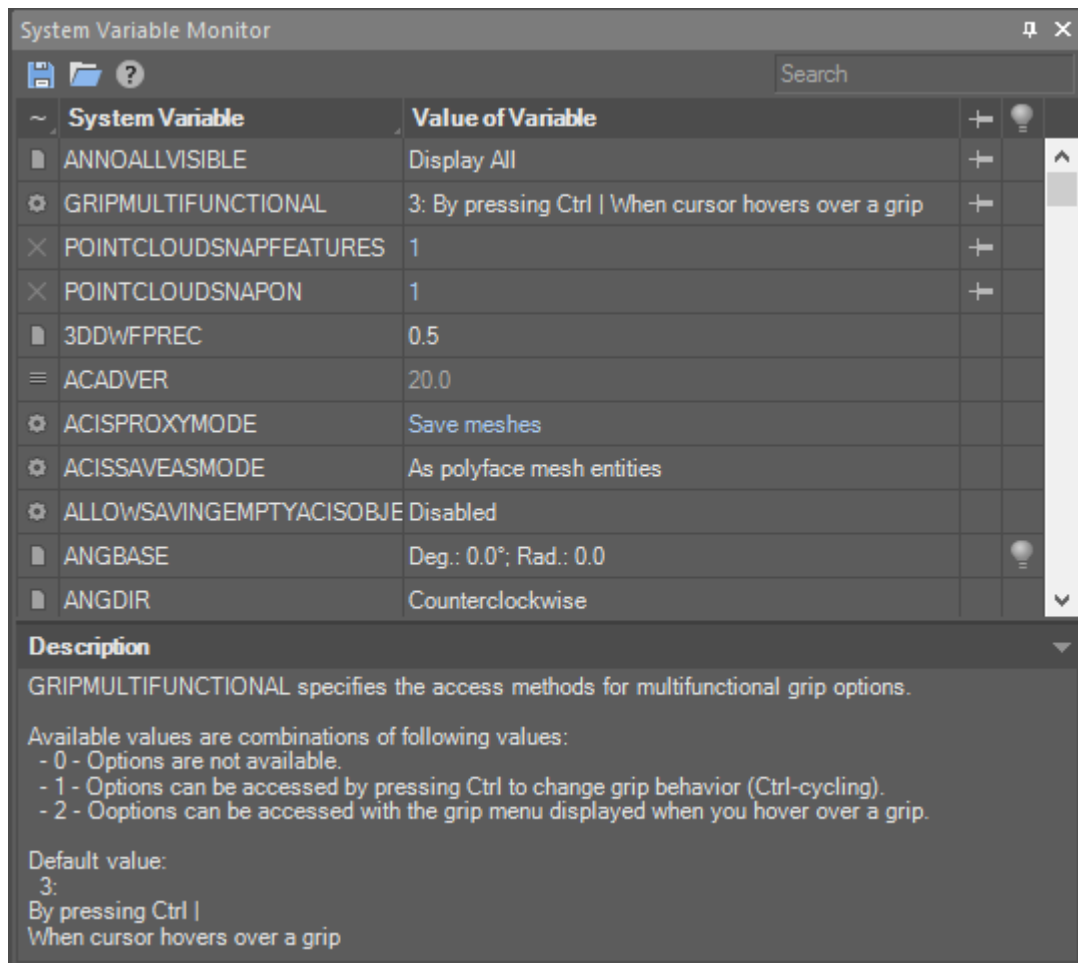 System Variable Monitor
Search
~ System Variable Value of Variable
ANNOALLVISIBLE Display All
GRIPMULTIFUNCTIONAL 3: By pressing Ctrl | When cursor hovers over a grip
POINTCLOUDSNAPFEATURES 1
POINTCLOUDSNAPON 1
3DDWFPREC 0.5
ACADVER 20.0
ACISPROXYMODE Save meshes
ACISSAVEASMODE As polyface mesh entities
ALLOWSAVINGEMPTYACISOBJE Disabled
ANGBASE Deg.: 0.0°; Rad.: 0.0
ANGDIR Counterclockwise
Description
GRIPMULTIFUNCTIONAL specifies the access methods for multifunctional grip options.
Available values are combinations of following values:
- 0 - Options are not available.
- 1 - Options can be accessed by pressing Ctrl to change grip behavior (Ctrl-cycling).
- 2 - Ooptions can be accessed with the grip menu displayed when you hover over a grip.
Default value:
3:
By pressing Ctrl |
When cursor hovers over a grip